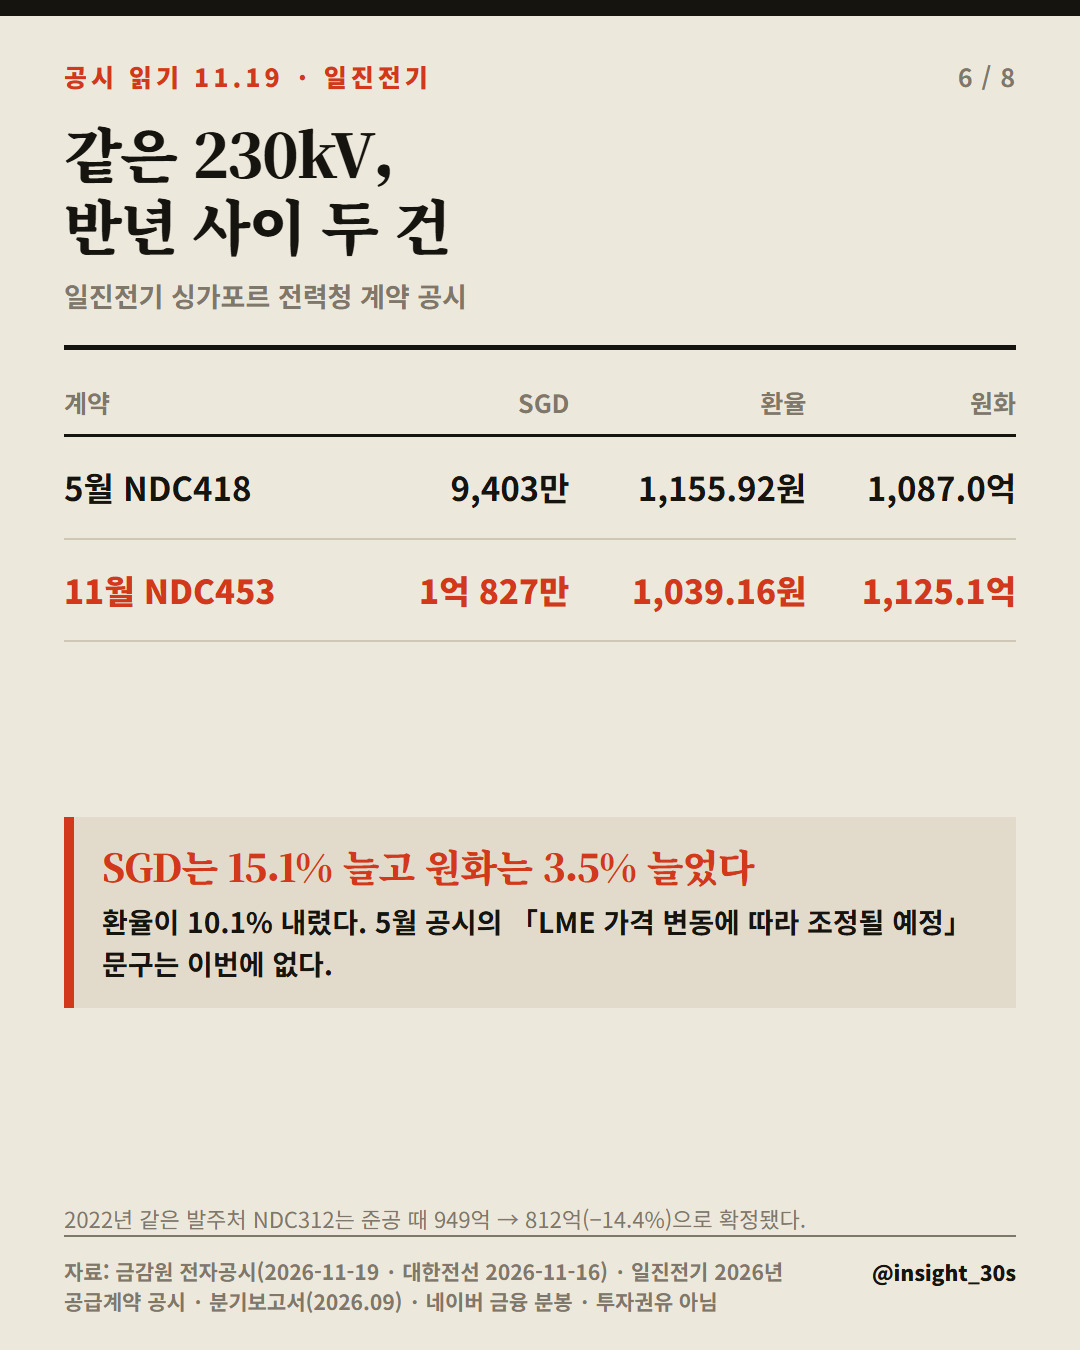 공시 읽기 11.19 · 일진전기
6 / 8
같은 230kV,
반년 사이 두 건
일진전기 싱가포르 전력청 계약 공시
계약 SGD 환율 원화
5월 NDC418 9,403만 1,155.92원 1,087.0억
11월 NDC453 1억 827만 1,039.16원 1,125.1억
SGD는 15.1% 늘고 원화는 3.5% 늘었다
환율이 10.1% 내렸다. 5월 공시의 「LME 가격 변동에 따라 조정될 예정」
문구는 이번에 없다.
2022년 같은 발주처 NDC312는 준공 때 949억 → 812억(−14.4%)으로 확정됐다.
자료: 금감원 전자공시(2026-11-19 · 대한전선 2026-11-16) · 일진전기 2026년
공급계약 공시 · 분기보고서(2026.09) · 네이버 금융 분봉 · 투자권유 아님
@insight_30s